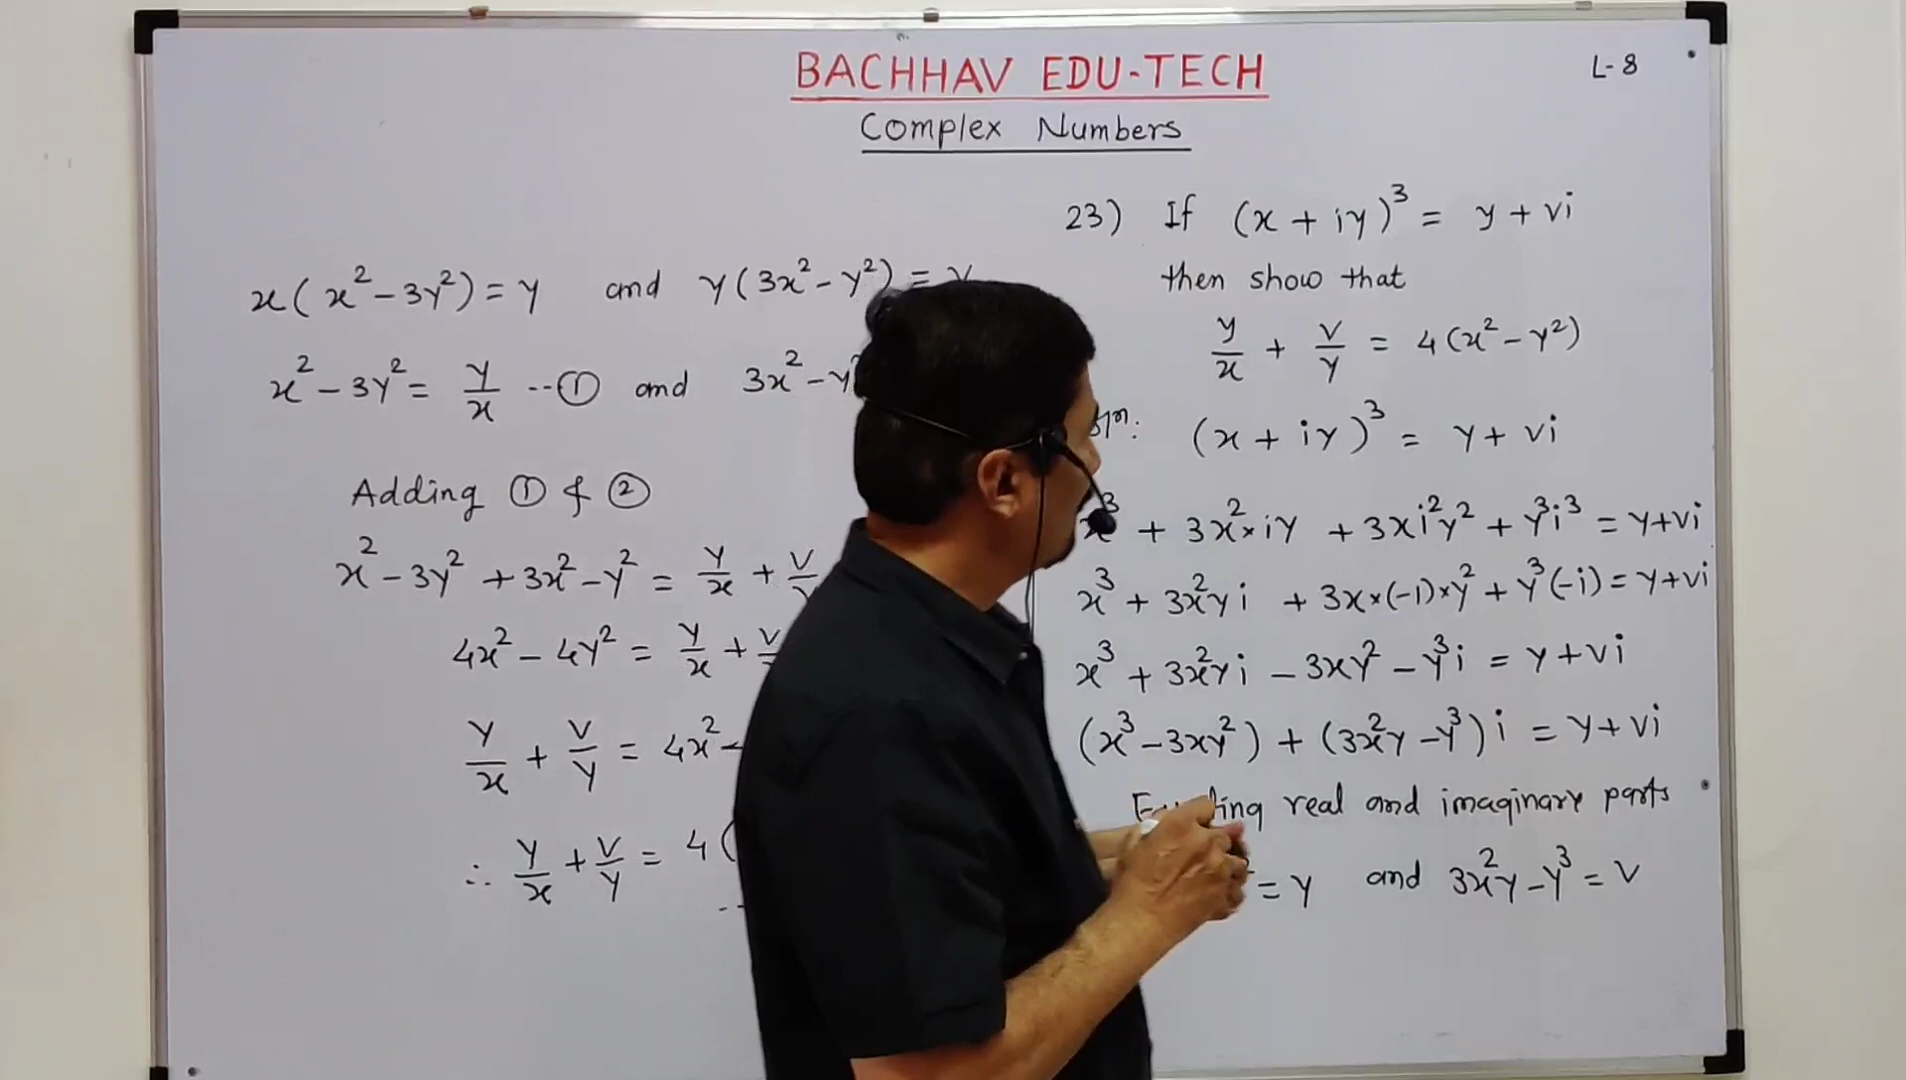 BACHHAV EDU-TECH
L-8
Complex Numbers
23) If (x + iy)³ = y + vi
then show that
y/x + v/y = 4(x² - y²)
(x + iy)³ = y + vi
x³ + 3x² × iy + 3xi²y² + y³i³ = y + vi
x³ + 3x²yi + 3x × (-1) × y² + y³(-i) = y + vi
x³ + 3x²yi - 3xy² - y³i = y + vi
(x³ - 3xy²) + (3x²y - y³)i = y + vi
real and imaginary parts
= y and 3x²y - y³ = v
x(x² - 3y²) = y and y(3x² - y²) =
x² - 3y² = y/x --① and 3x² - y
Adding ① & ②
x² - 3y² + 3x² - y² = y/x + v/
4x² - 4y² = y/x + v/
y/x + v/y = 4x² -
∴ y/x + v/y = 4(